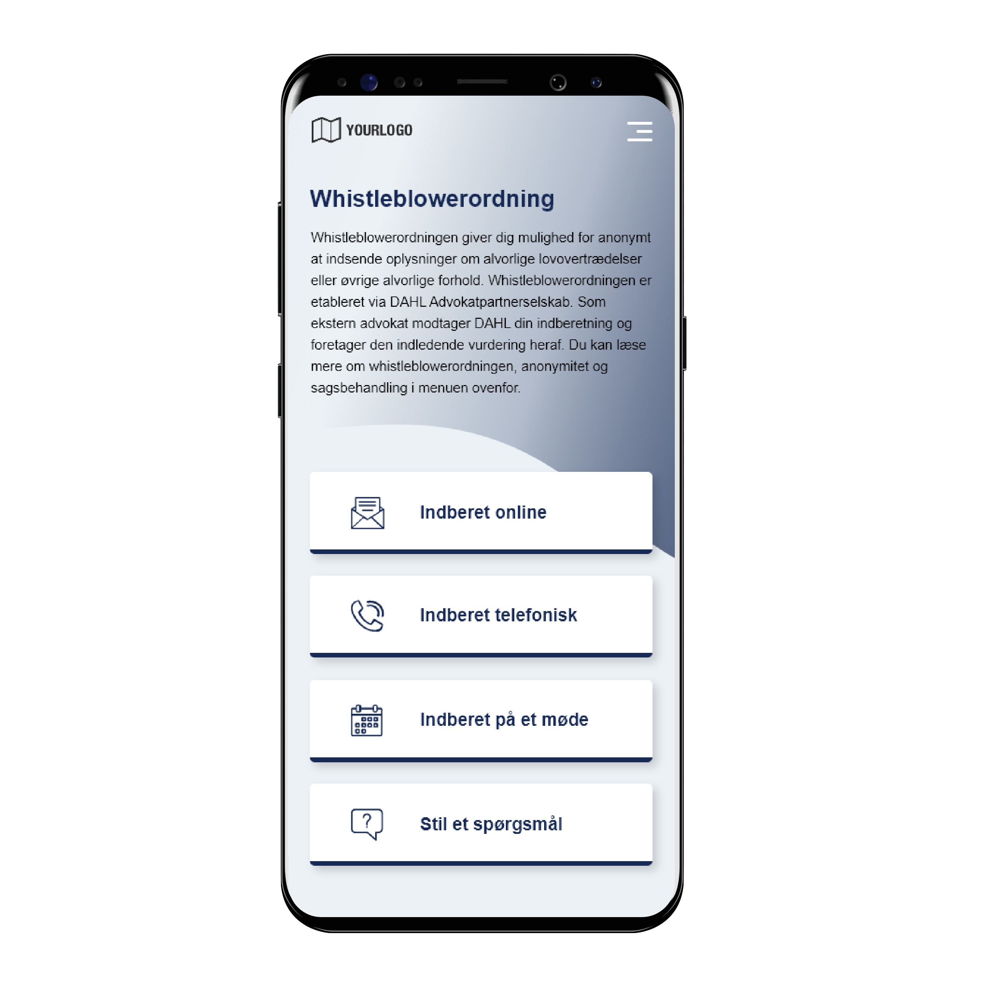 YOURLOGO
Whistleblowerordning
Whistleblowerordningen giver dig mulighed for anonymt
at indsende oplysninger om alvorlige lovovertrædelser
eller øvrige alvorlige forhold. Whistleblowerordningen er
etableret via DAHL Advokatpartnerselskab. Som
ekstern advokat modtager DAHL din indberetning og
foretager den indledende vurdering heraf. Du kan læse
mere om whistleblowerordningen, anonymitet og
sagsbehandling i menuen ovenfor.
Indberet online
Indberet telefonisk
Indberet på et møde
?
Stil et spørgsmål